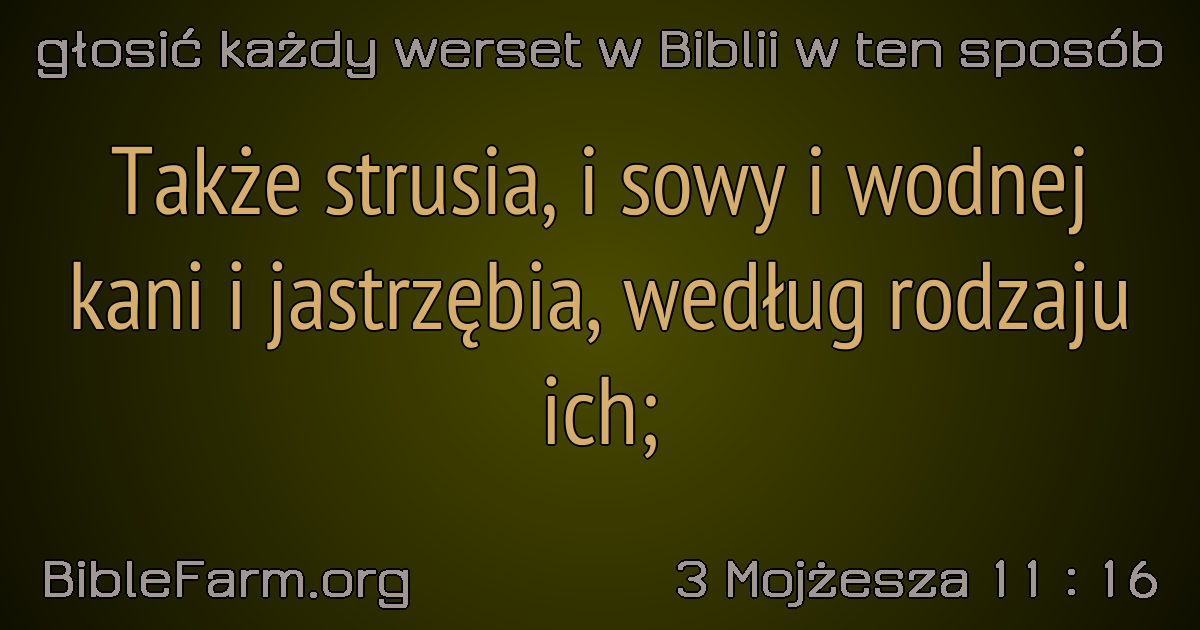 głosić każdy werset w Biblii w ten sposób
Także strusia, i sowy i wodnej
kani i jastrzębia, według rodzaju
ich;
BibleFarm.org
3 Mojżesza 11 : 16